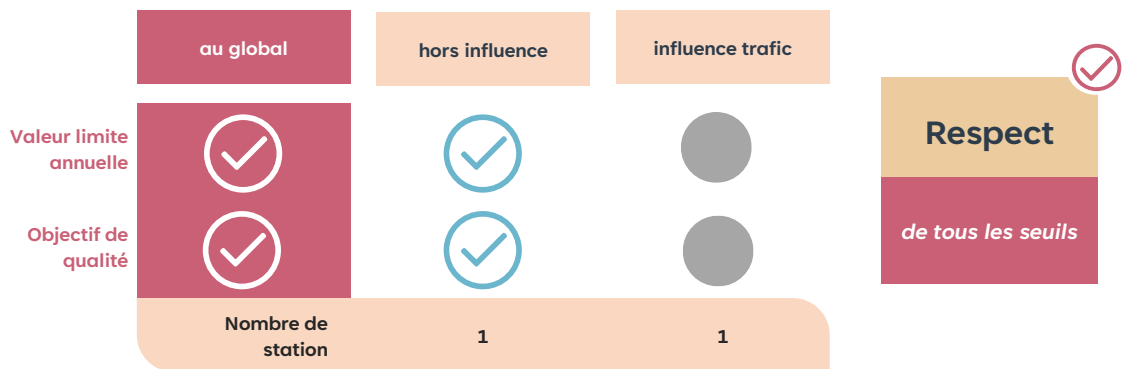 au global
hors influence
influence trafic
Valeur limite
annuelle
Objectif de
qualité
Nombre de
station
1
1
Respect
de tous les seuils